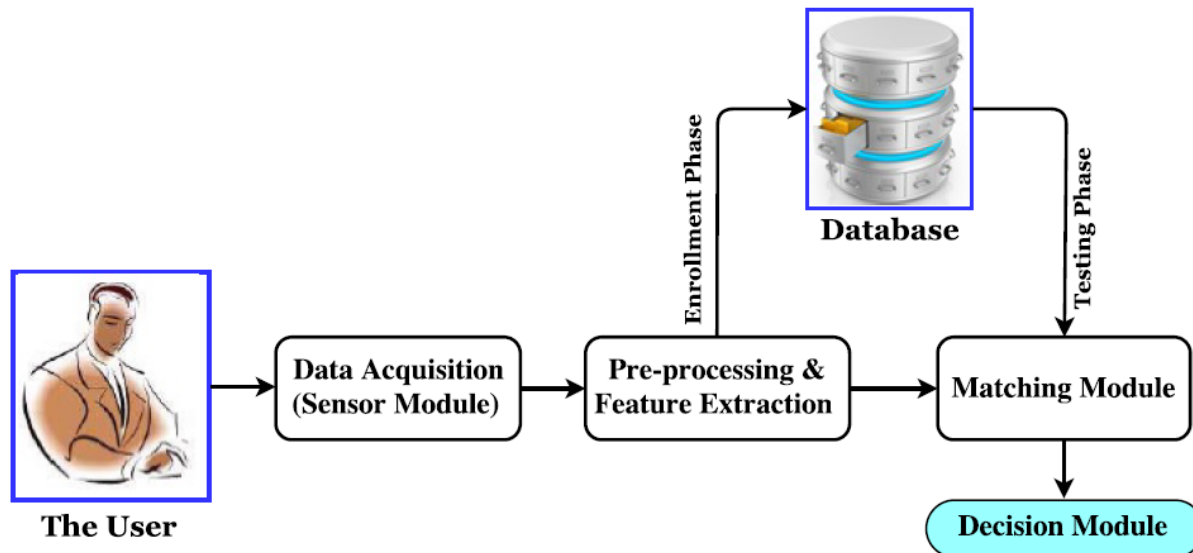 Enrollment Phase
Database
Testing Phase
The User
Data Acquisition
(Sensor Module)
Pre-processing &
Feature Extraction
Matching Module
Decision Module